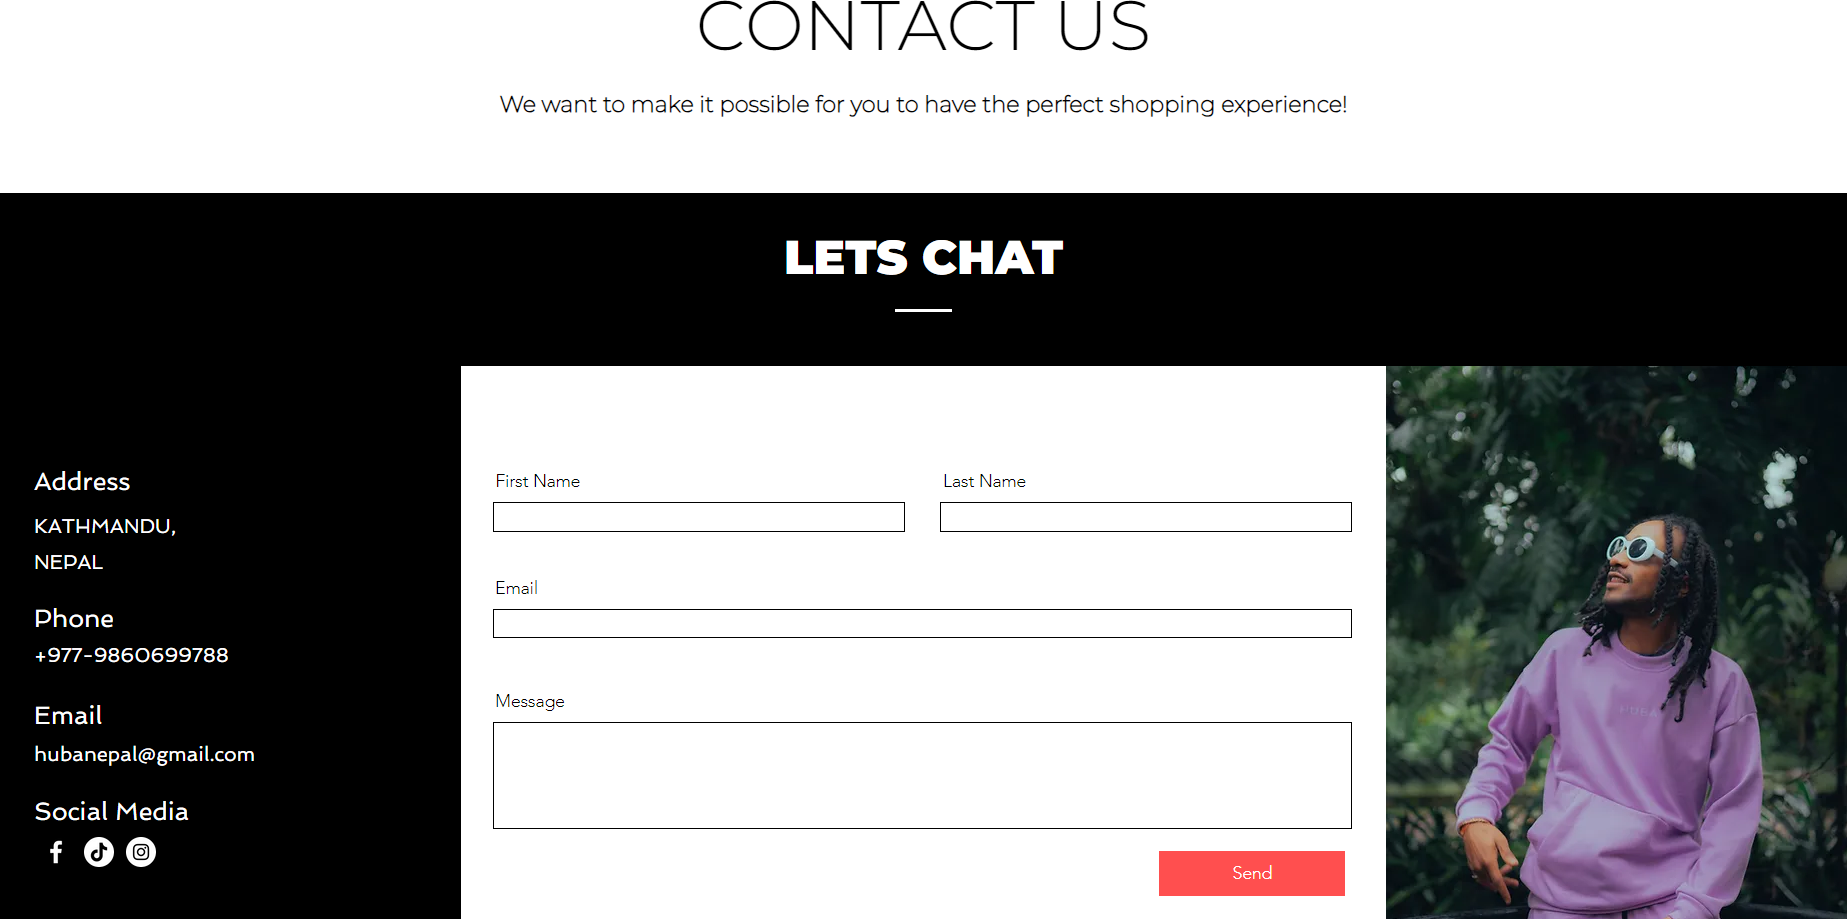 CONTACT US
We want to make it possible for you to have the perfect shopping experience!
LETS CHAT
Address
KATHMANDU,
NEPAL
Phone
+977-9860699788
Email
hubanepal@gmail.com
Social Media
First Name
Last Name
Email
Message
Send